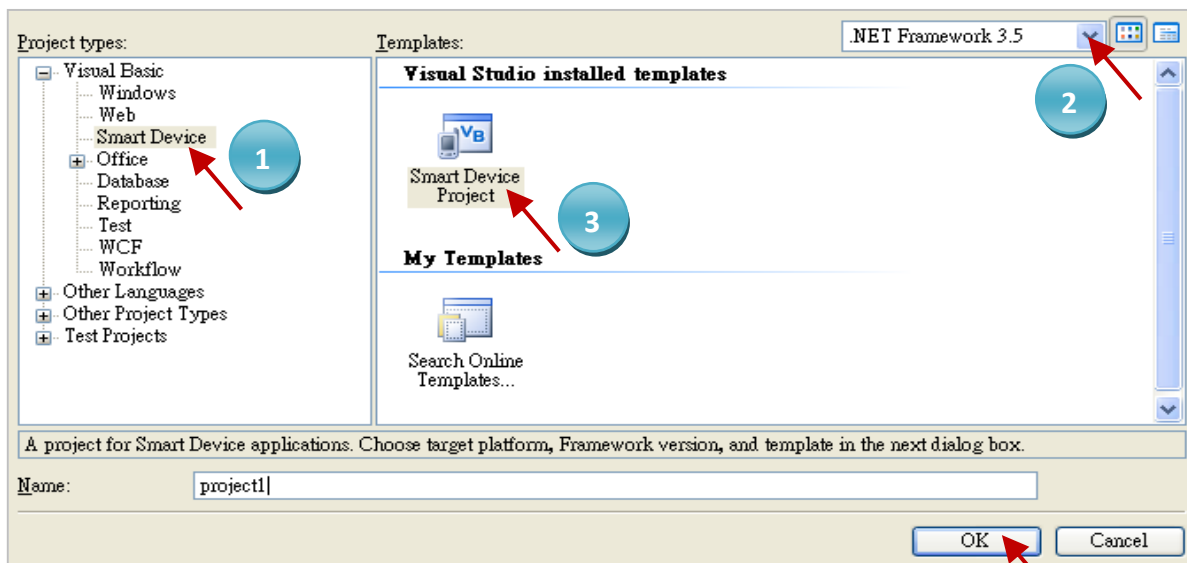 Project types:
Templates:
.NET Framework 3.5
Visual Basic
Windows
Web
Smart Device
Office
Database
Reporting
Test
WCF
Workflow
Other Languages
Other Project Types
Test Projects
1
Visual Studio installed templates
2
VB
Smart Device
Project
3
My Templates
Search Online
Templates...
A project for Smart Device applications. Choose target platform, Framework version, and template in the next dialog box.
Name:
project1
OK
Cancel